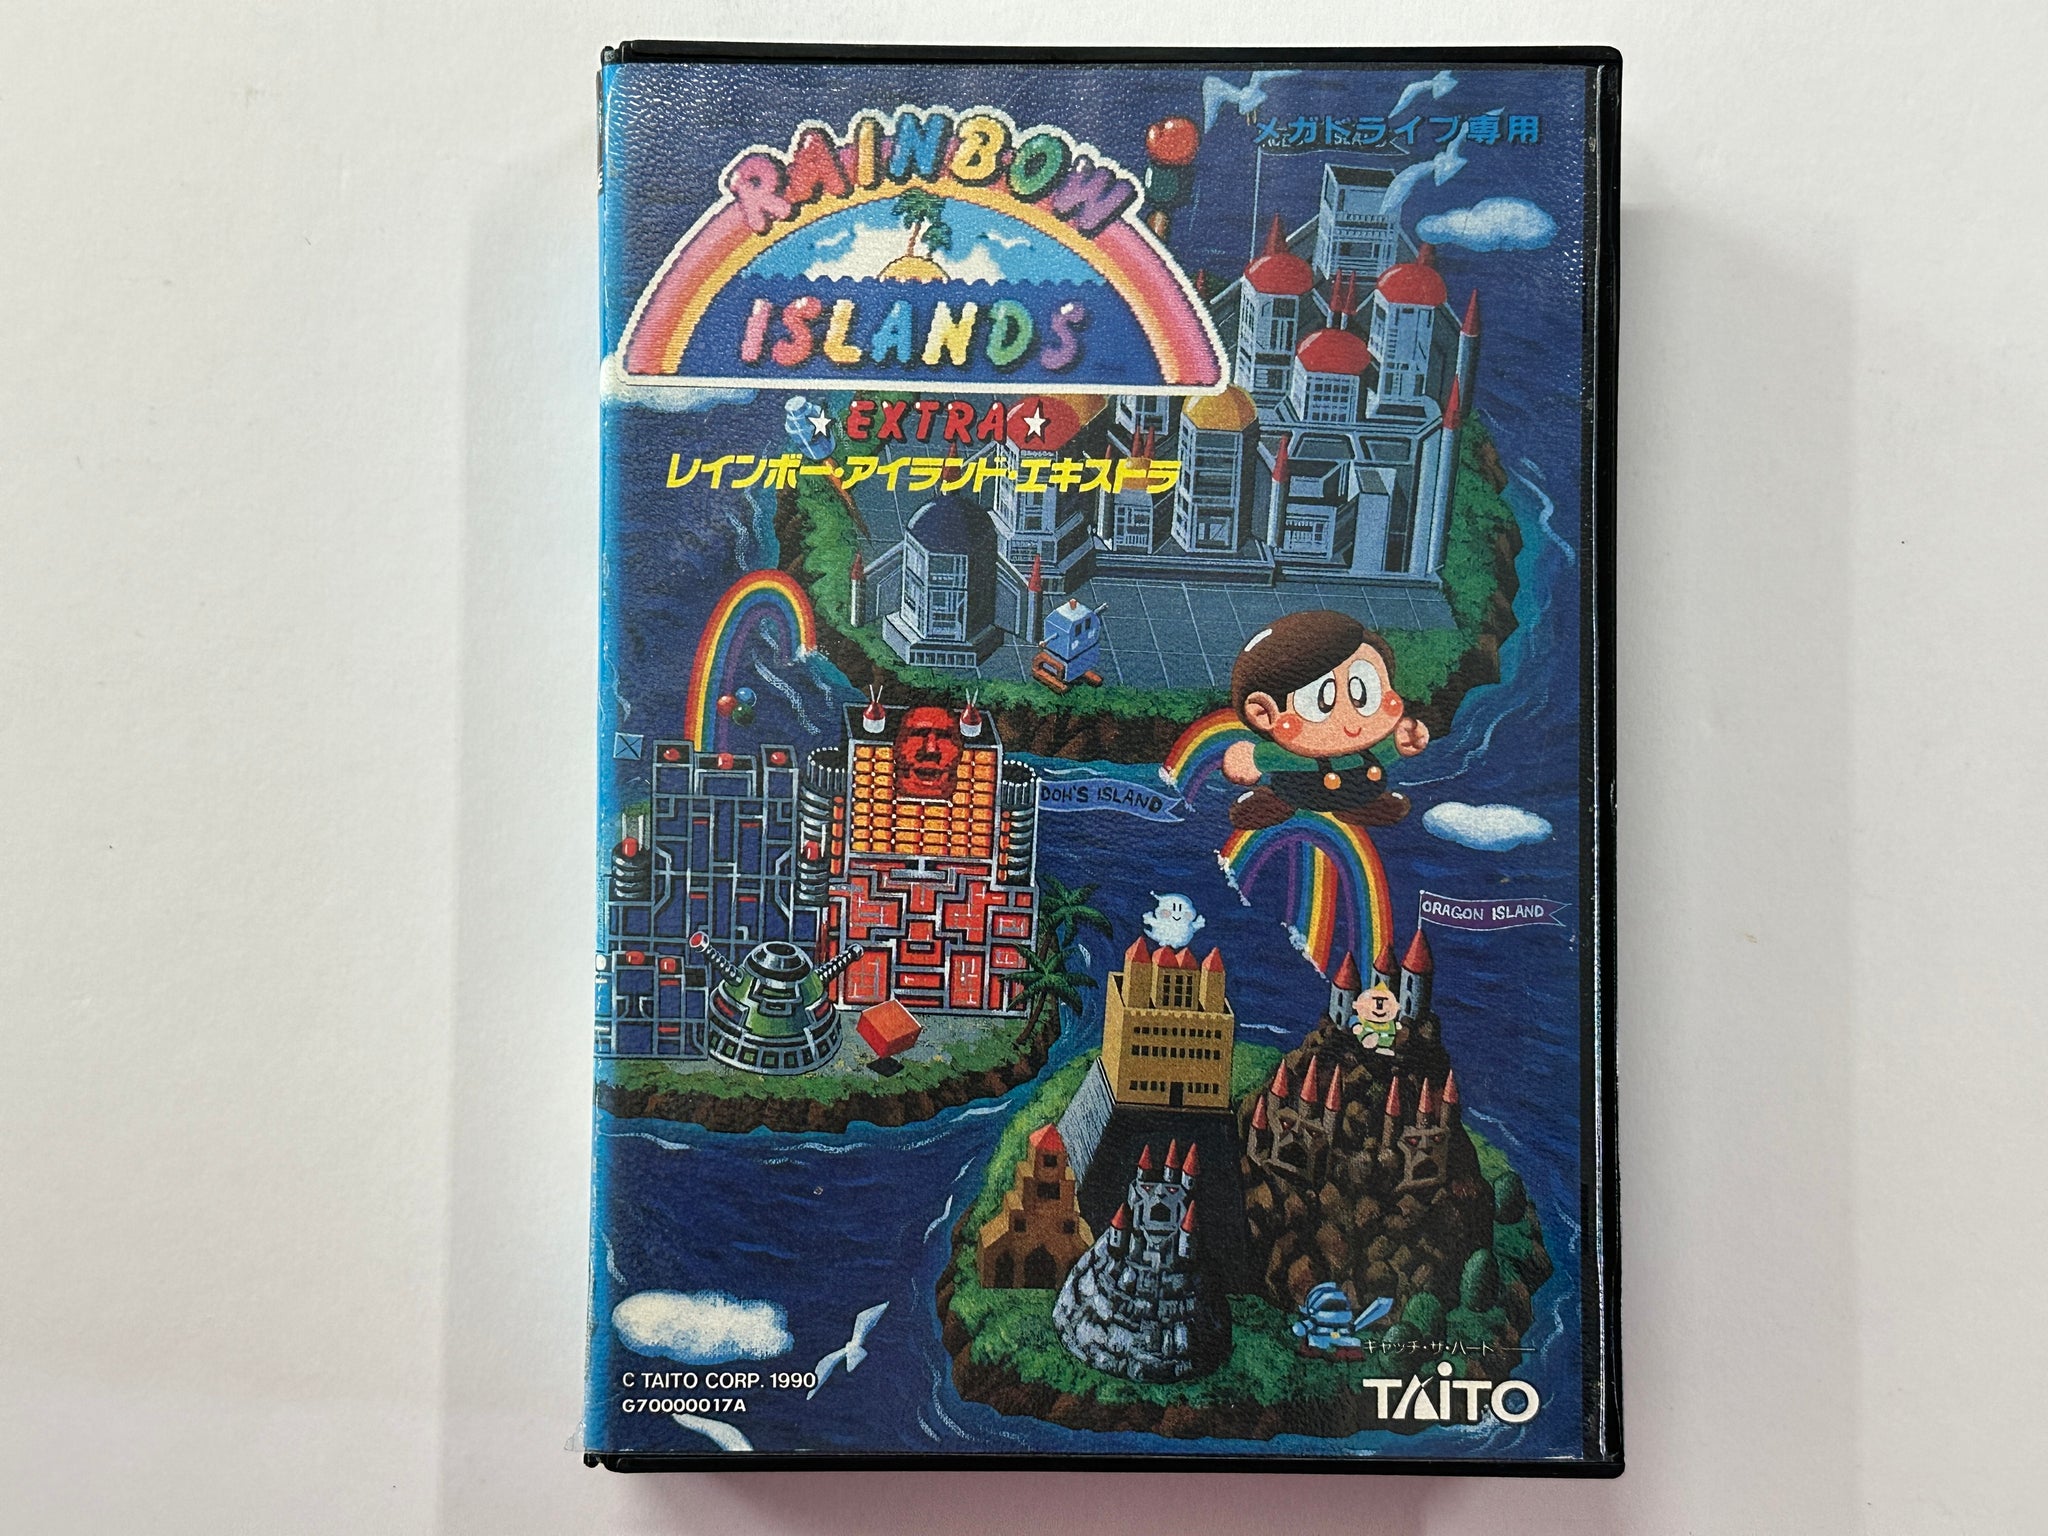 メガドライブ専用
RAINBOW
ISLANDS
EXTRA
レインボー・アイランド・エキストラ
DOH'S ISLAND
DRAGON ISLAND
キャッチ・ザ・ハート
TAITO
C TAITO CORP. 1990
G70000017A